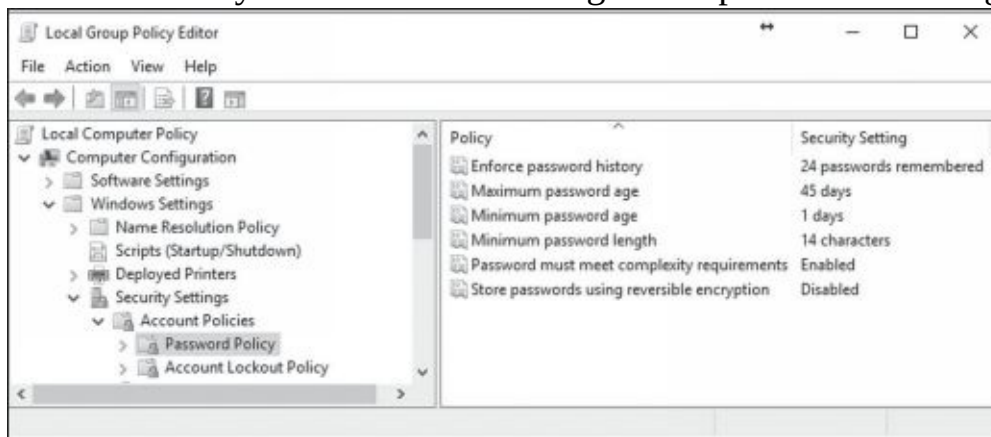 Local Group Policy Editor
File Action View Help
Local Computer Policy
Computer Configuration
Software Settings
Windows Settings
Name Resolution Policy
Scripts (Startup/Shutdown)
Deployed Printers
Security Settings
Account Policies
Password Policy
Account Lockout Policy
Policy Security Setting
Enforce password history 24 passwords remembered
Maximum password age 45 days
Minimum password age 1 days
Minimum password length 14 characters
Password must meet complexity requirements Enabled
Store passwords using reversible encryption Disabled